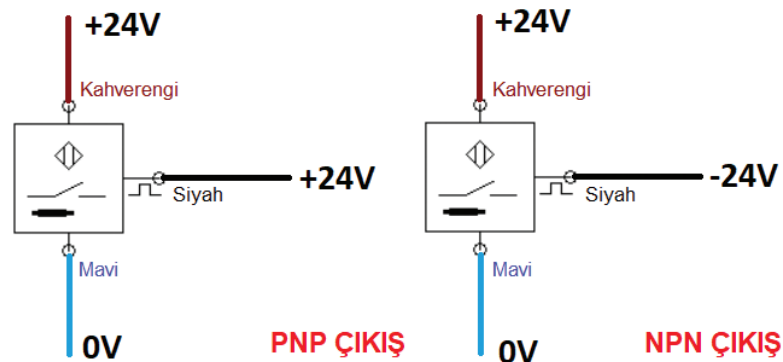 +24V
Kahverengi
Siyah
+24V
Mavi
0V
PNP ÇIKIŞ
+24V
Kahverengi
Siyah
-24V
Mavi
0V
NPN ÇIKIŞ